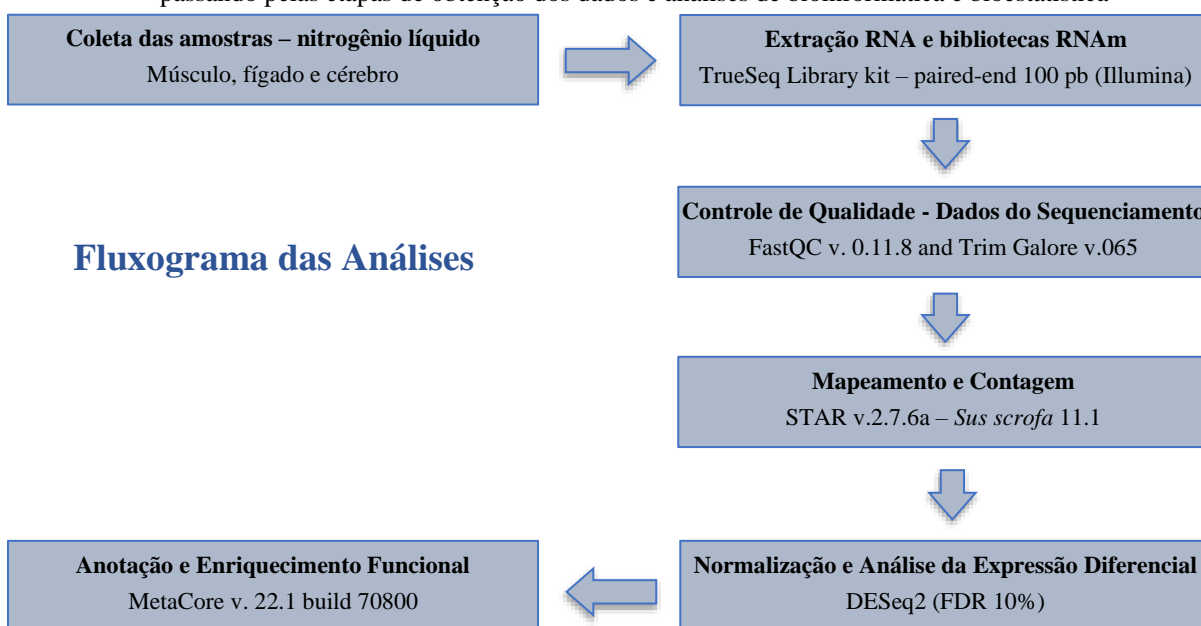 passando pelas etapas de obtenção dos dados e análises de bioinformática e bioestatística
Coleta das amostras – nitrogênio líquido
Músculo, fígado e cérebro
Extração RNA e bibliotecas RNAm
TrueSeq Library kit – paired-end 100 pb (Illumina)
Controle de Qualidade - Dados do Sequenciamento
FastQC v. 0.11.8 and Trim Galore v.065
Fluxograma das Análises
Mapeamento e Contagem
STAR v.2.7.6a – Sus scrofa 11.1
Anotação e Enriquecimento Funcional
MetaCore v. 22.1 build 70800
Normalização e Análise da Expressão Diferencial
DESeq2 (FDR 10%)